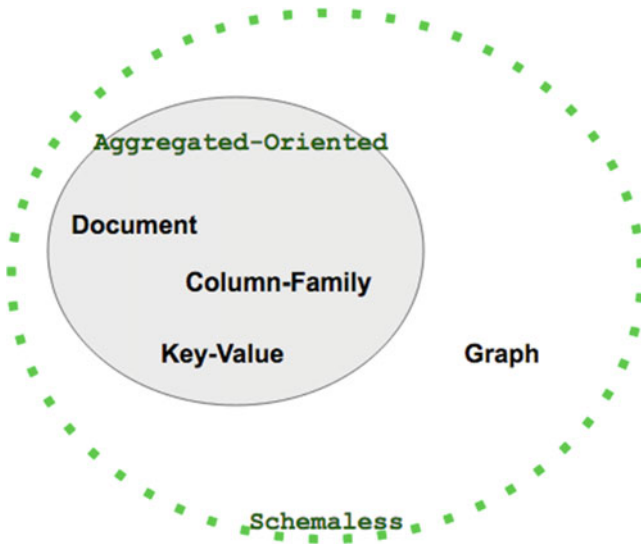 Aggregated-Oriented
Document
Column-Family
Key-Value
Graph
Schemaless